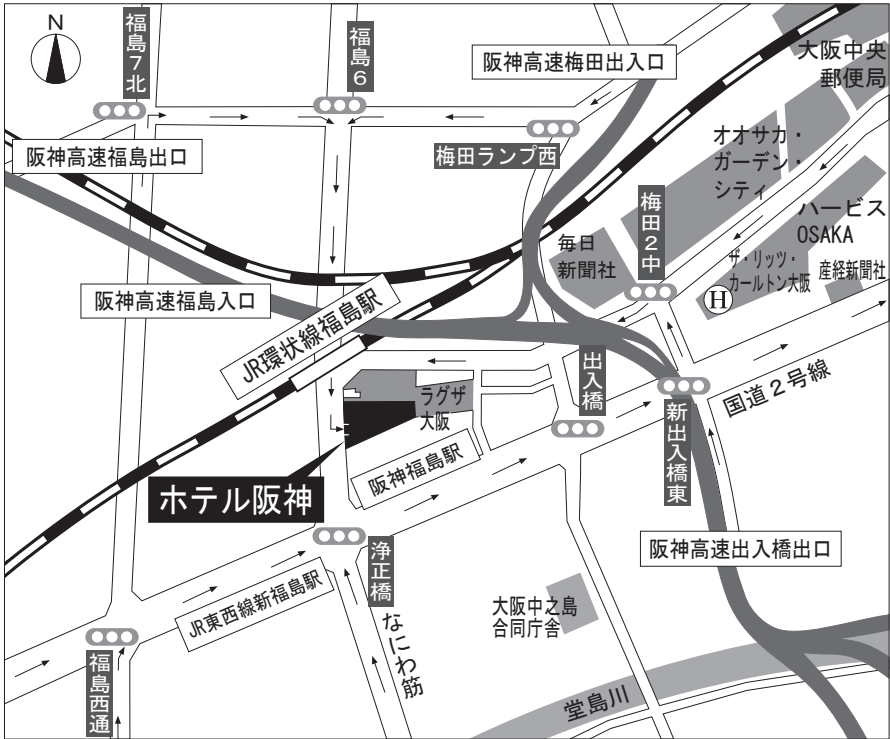 N
福島7北
福島6
阪神高速梅田出入口
大阪中央
郵便局
阪神高速福島出口
梅田ランプ西
オオサカ・
ガーデン・
シティ
梅田2中
ハービス
OSAKA
毎日
新聞社
ザ・リッツ・
カールトン大阪
産経新聞社
H
阪神高速福島入口
JR環状線福島駅
出入橋
国道2号線
ラグザ
大阪
新出入橋東
阪神福島駅
ホテル阪神
浄正橋
阪神高速出入橋出口
JR東西線新福島駅
大阪中之島
合同庁舎
なにわ筋
福島西通
堂島川